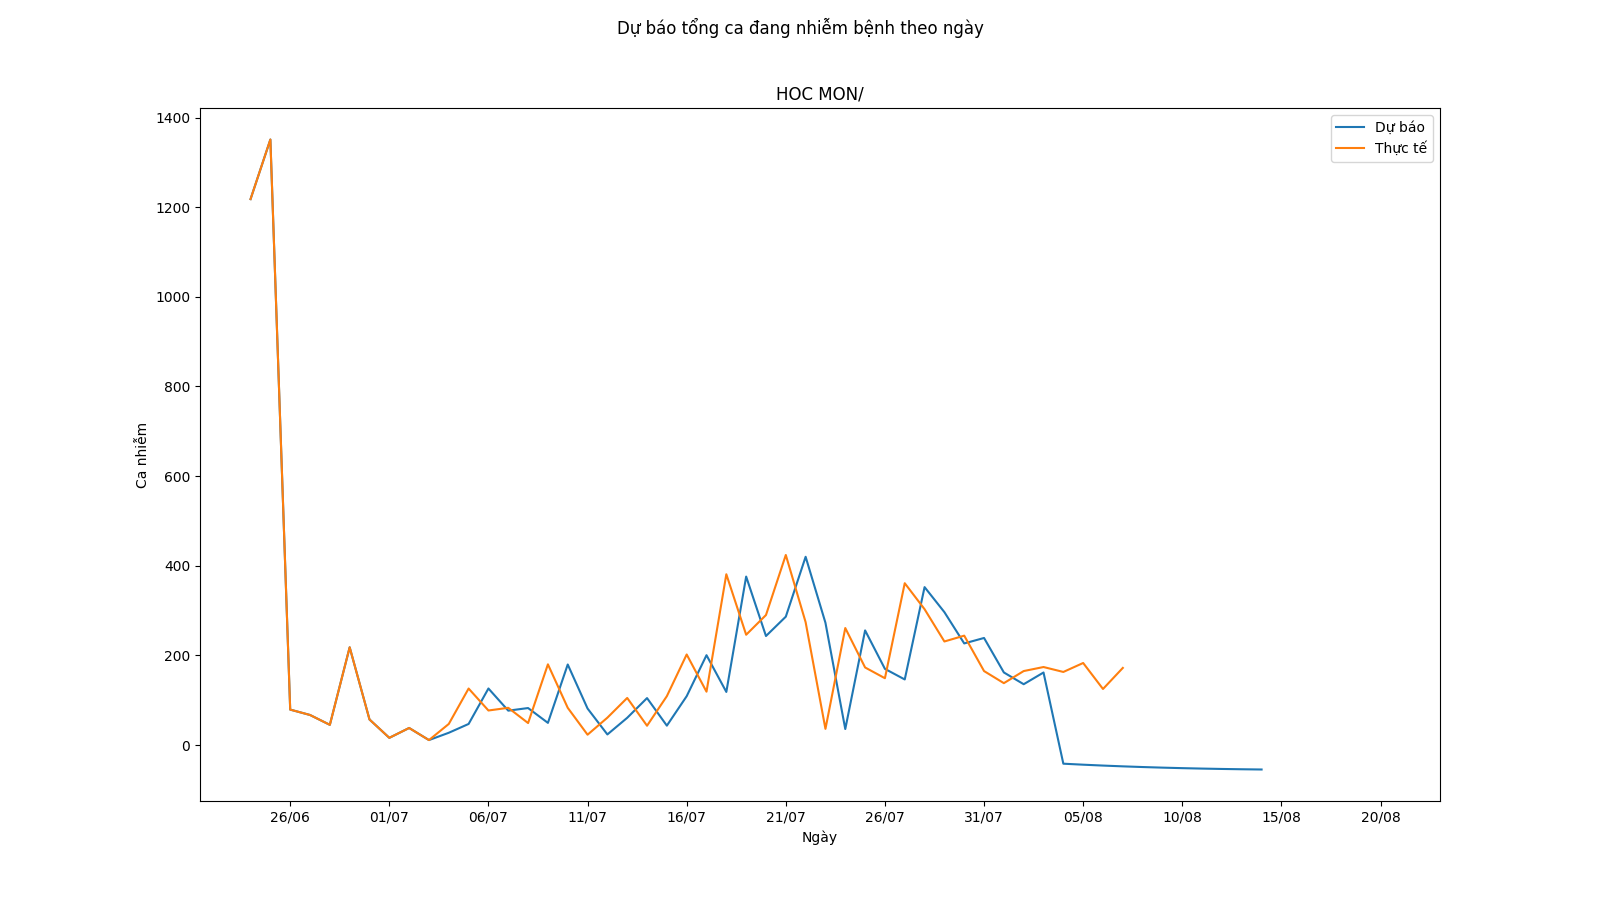 Dự báo tổng ca đang nhiễm bệnh theo ngày
HOC MON/
Dự báo
Thực tế
Ca nhiễm
1400
1200
1000
800
600
400
200
0
26/06 01/07 06/07 11/07 16/07 21/07 26/07 31/07 05/08 10/08 15/08 20/08
Ngày